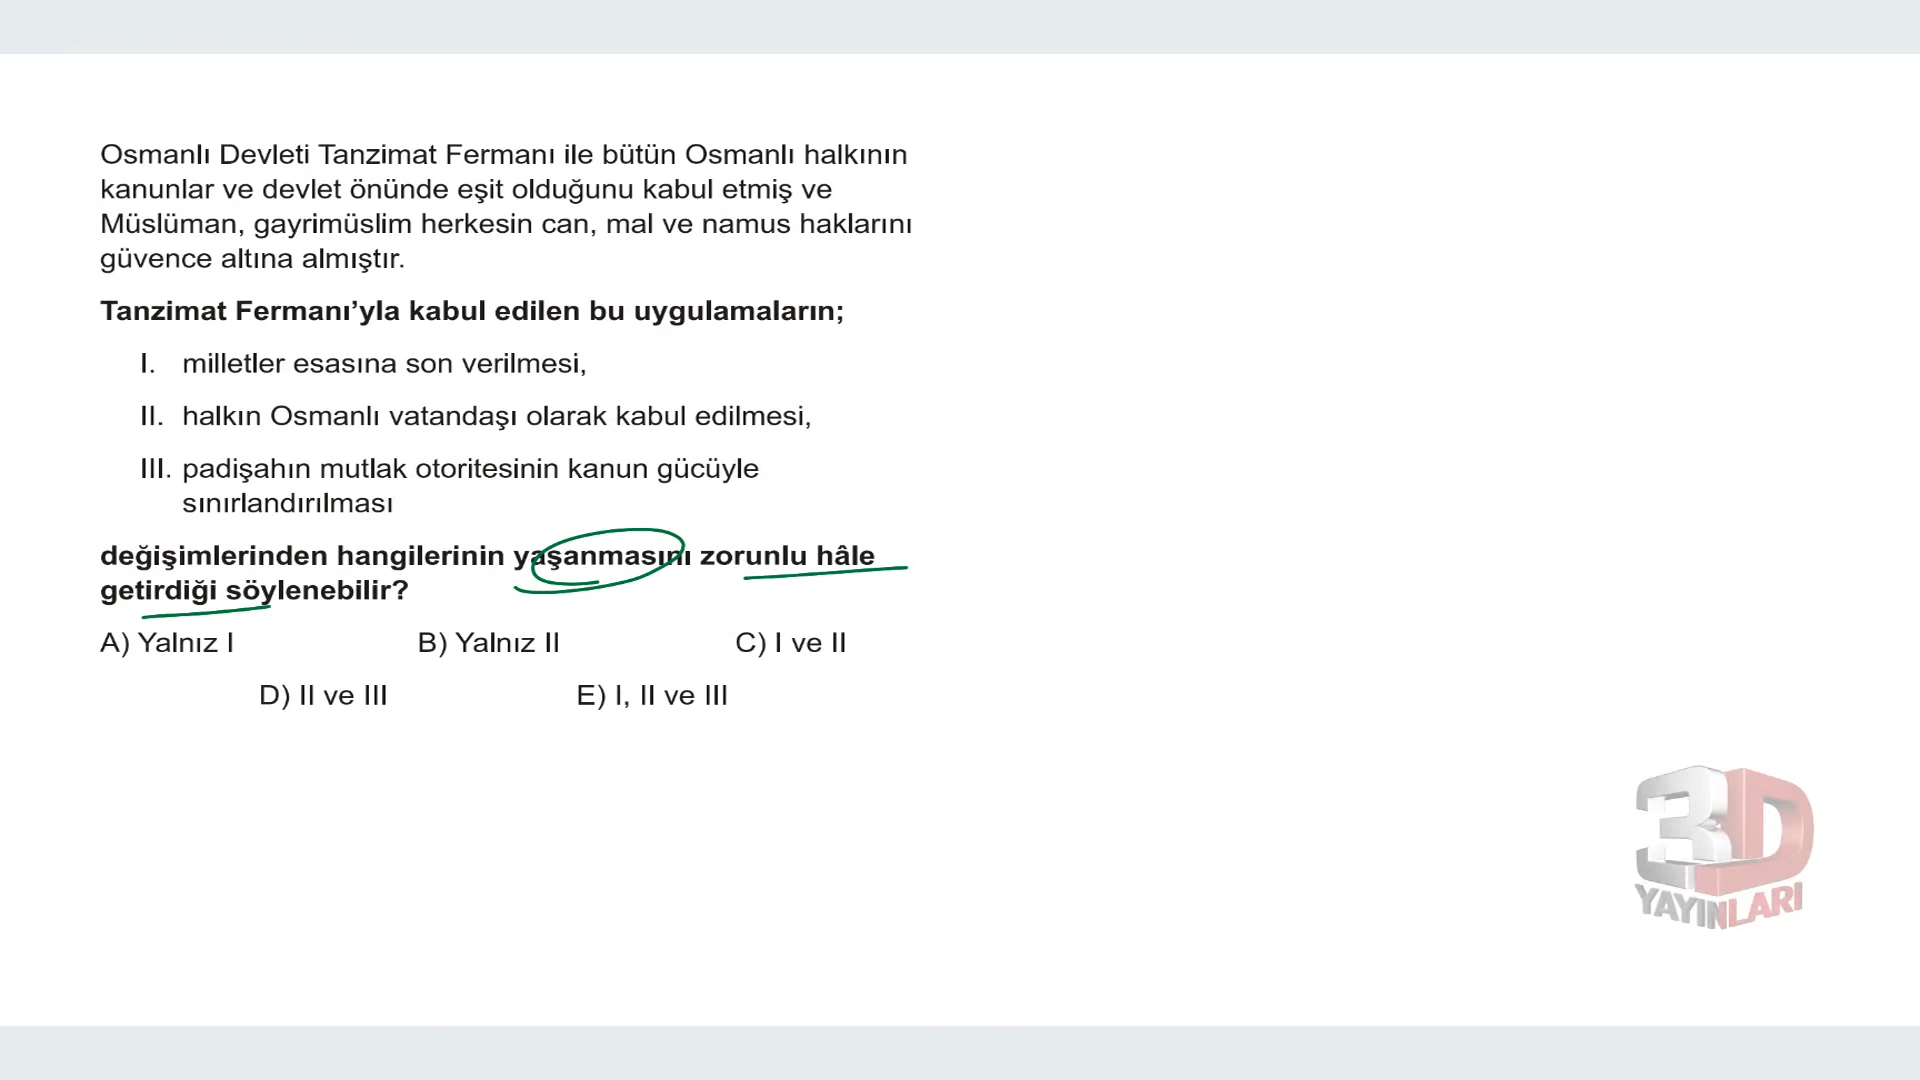 Osmanlı Devleti Tanzimat Fermanı ile bütün Osmanlı halkının
kanunlar ve devlet önünde eşit olduğunu kabul etmiş ve
Müslüman, gayrimüslim herkesin can, mal ve namus haklarını
güvence altına almıştır.
Tanzimat Fermanı’yla kabul edilen bu uygulamaların;
I. milletler esasına son verilmesi,
II. halkın Osmanlı vatandaşı olarak kabul edilmesi,
III. padişahın mutlak otoritesinin kanun gücüyle
sınırlandırılması
değişimlerinden hangilerinin yaşanmasını zorunlu hâle
getirdiği söylenebilir?
A) Yalnız I B) Yalnız II C) I ve II
D) II ve III E) I, II ve III
3D
YAYINLARI